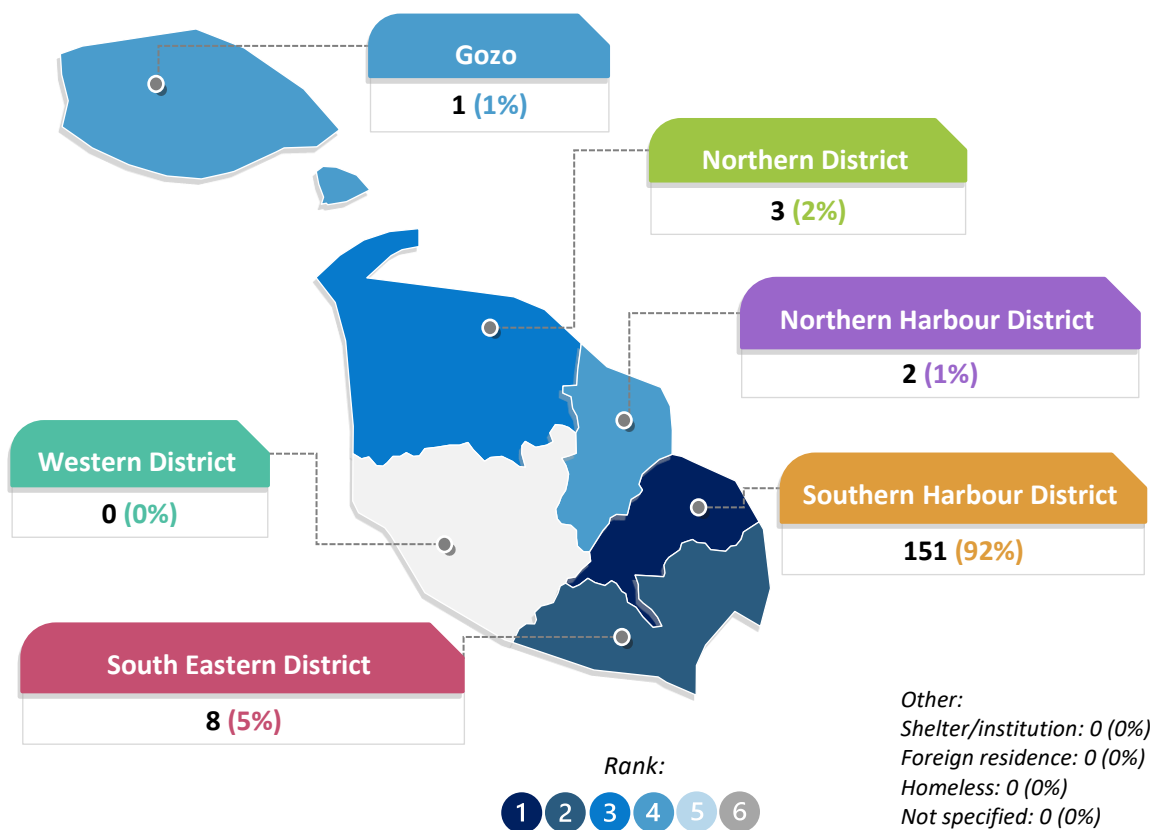 Gozo
1 (1%)
Northern District
3 (2%)
Northern Harbour District
2 (1%)
Western District
0 (0%)
Southern Harbour District
151 (92%)
South Eastern District
8 (5%)
Other:
Shelter/institution: 0 (0%)
Foreign residence: 0 (0%)
Homeless: 0 (0%)
Not specified: 0 (0%)
Rank:
1 2 3 4 5 6